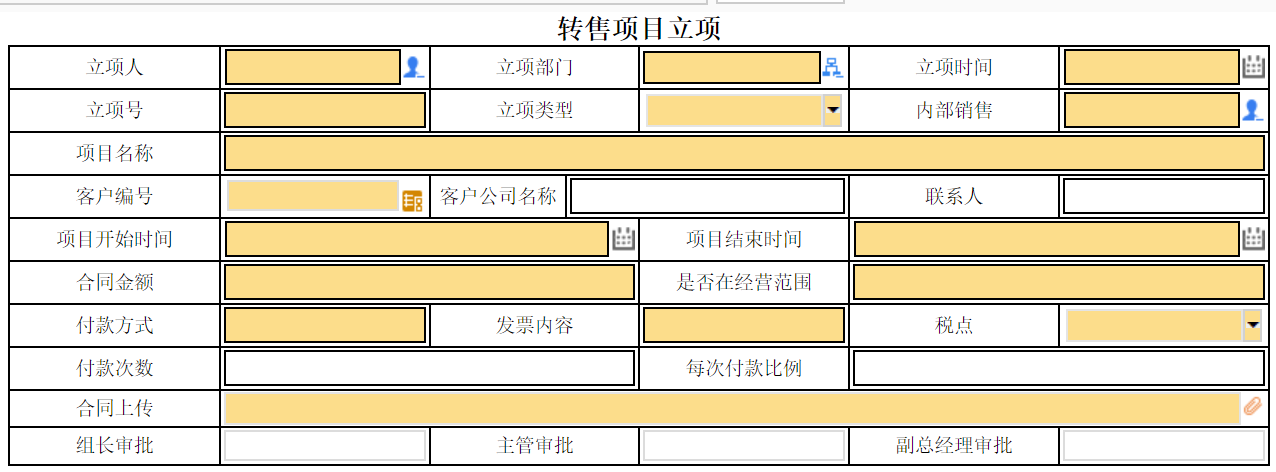 转售项目立项
立项人 立项部门 立项时间
立项号 立项类型 内部销售
项目名称
客户编号 客户公司名称 联系人
项目开始时间 项目结束时间
合同金额 是否在经营范围
付款方式 发票内容 税点
付款次数 每次付款比例
合同上传
组长审批 主管审批 副总经理审批